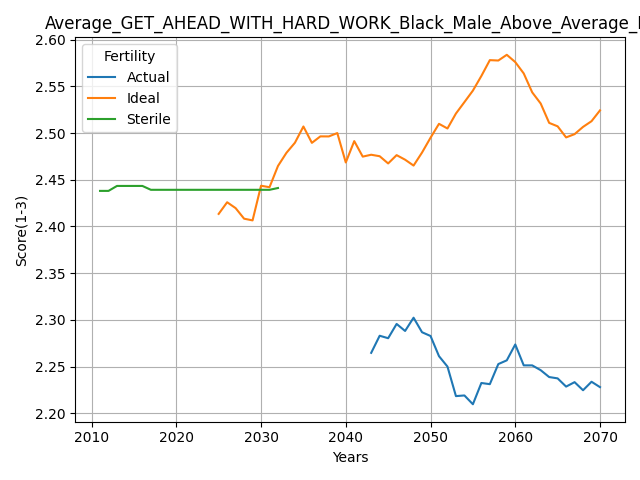 Average_GET_AHEAD_WITH_HARD_WORK_Black_Male_Above_Average_
2.60
2.55
2.50
2.45
2.40
2.35
2.30
2.25
2.20
Score(1-3)
Fertility
Actual
Ideal
Sterile
2010 2020 2030 2040 2050 2060 2070
Years